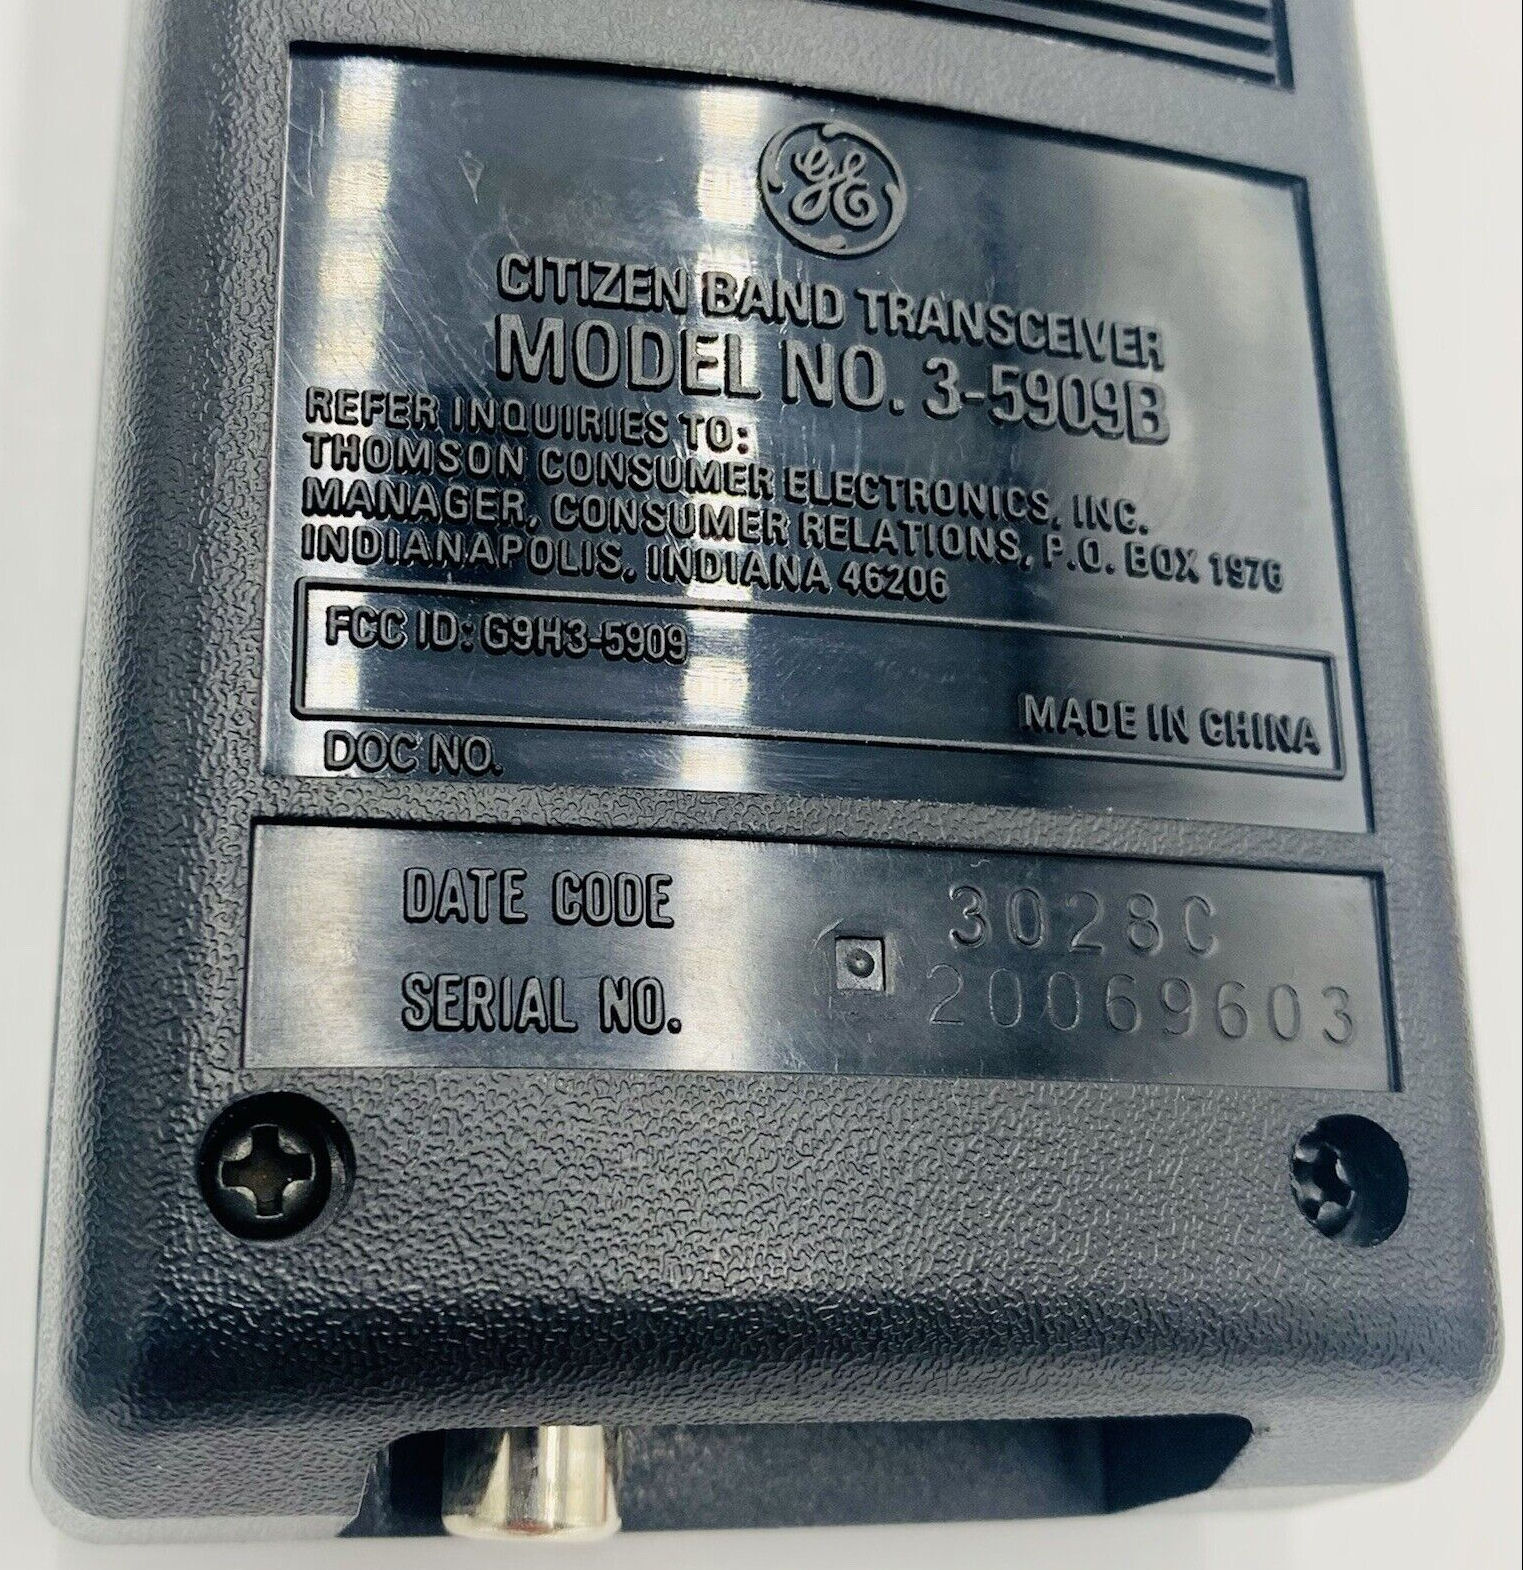 GE
CITIZEN BAND TRANSCEIVER
MODEL NO. 3-5909B
REFER INQUIRIES TO:
THOMSON CONSUMER ELECTRONICS, INC.
MANAGER, CONSUMER RELATIONS, P.O. BOX 1976
INDIANAPOLIS, INDIANA 46206
FCC ID: G9H3-5909
MADE IN CHINA
DOC NO.
DATE CODE 3028C
SERIAL NO. 20069603